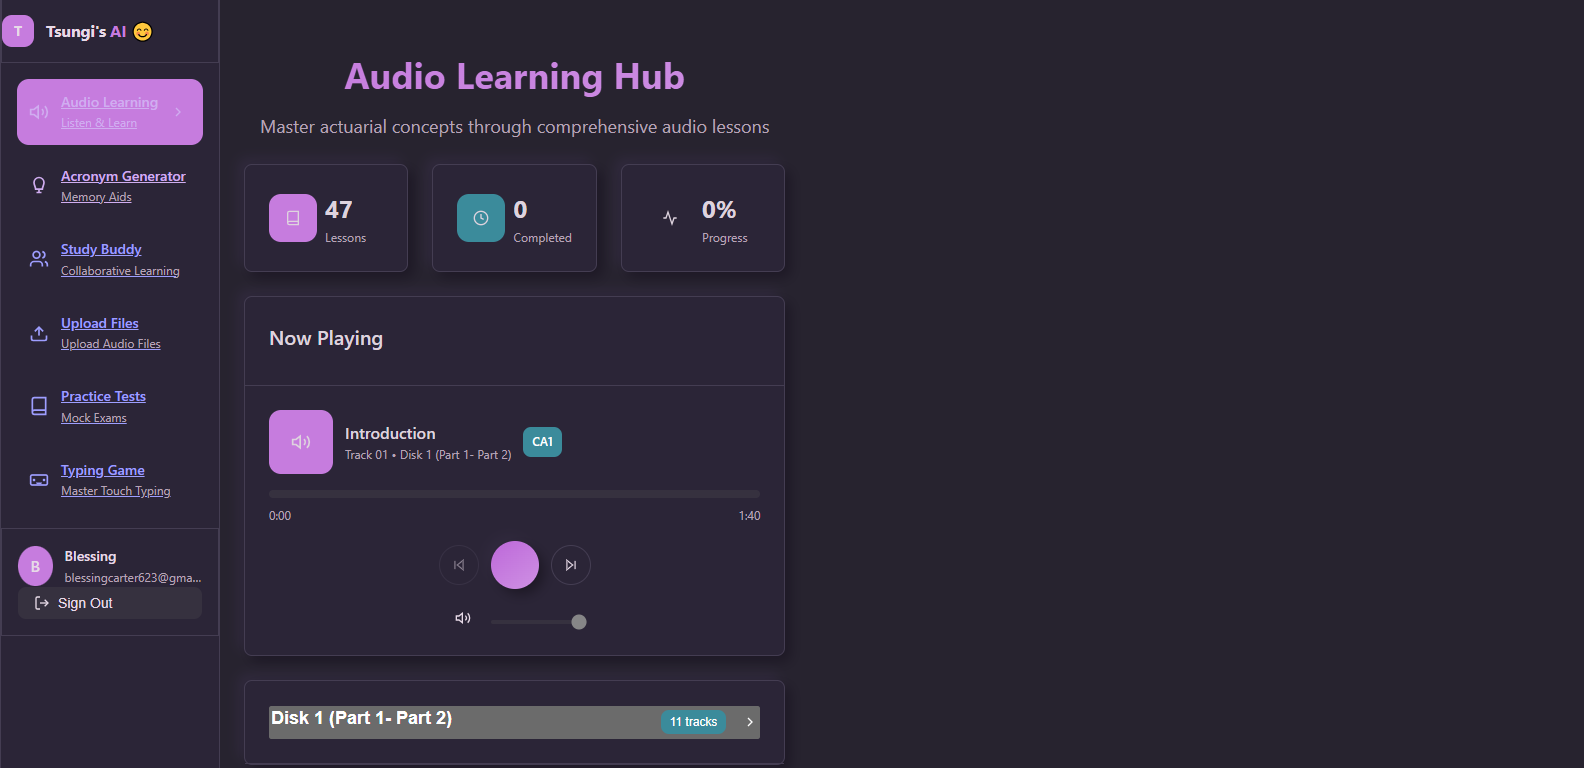 T
Tsungi's AI 😊
Audio Learning
Listen & Learn
Acronym Generator
Memory Aids
Study Buddy
Collaborative Learning
Upload Files
Upload Audio Files
Practice Tests
Mock Exams
Typing Game
Master Touch Typing
B
Blessing
blessingcarter623@gma...
Sign Out
Audio Learning Hub
Master actuarial concepts through comprehensive audio lessons
47
Lessons
0
Completed
0%
Progress
Now Playing
Introduction
Track 01 • Disk 1 (Part 1- Part 2)
CA1
0:00
1:40
Disk 1 (Part 1- Part 2)
11 tracks